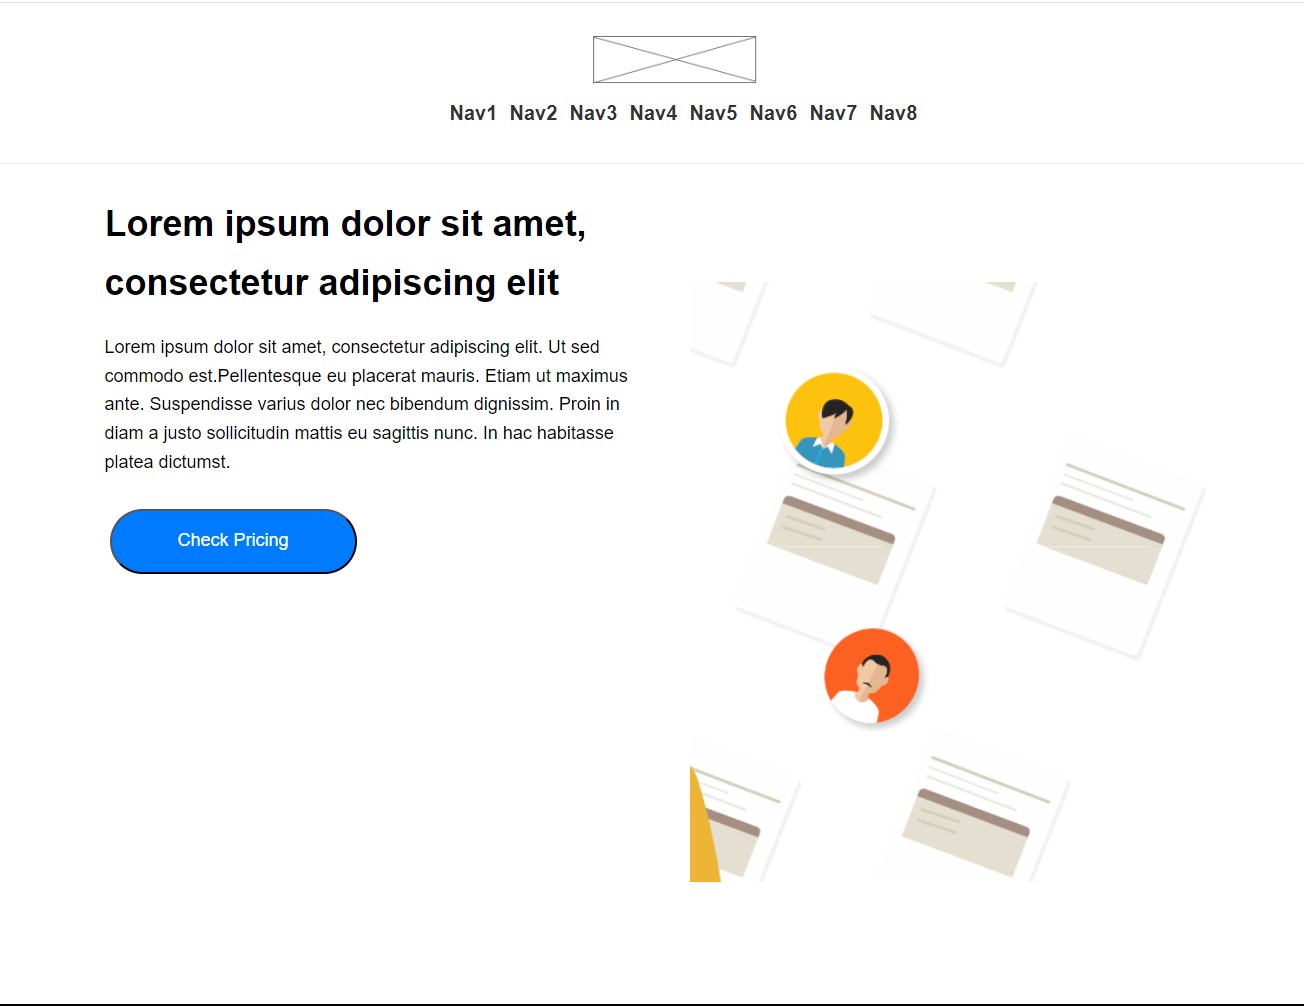 Nav1 Nav2 Nav3 Nav4 Nav5 Nav6 Nav7 Nav8
Lorem ipsum dolor sit amet,
consectetur adipiscing elit
Lorem ipsum dolor sit amet, consectetur adipiscing elit. Ut sed
commodo est.Pellentesque eu placerat mauris. Etiam ut maximus
ante. Suspendisse varius dolor nec bibendum dignissim. Proin in
diam a justo sollicitudin mattis eu sagittis nunc. In hac habitasse
platea dictumst.
Check Pricing